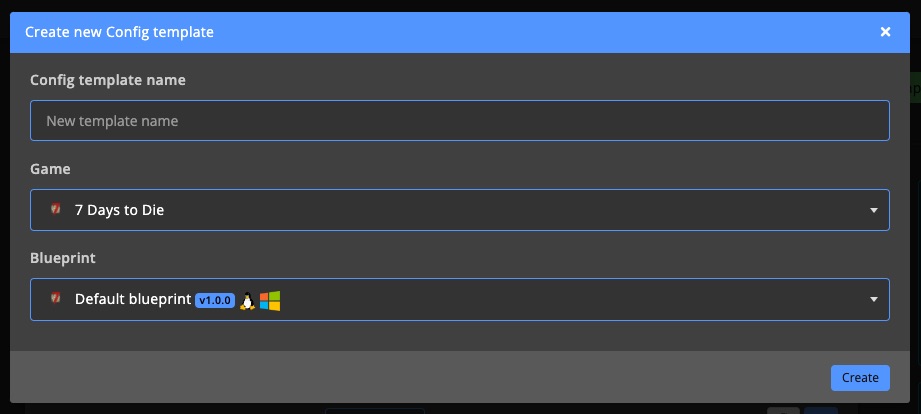 Create new Config template
Config template name
New template name
Game
7 Days to Die
Blueprint
Default blueprint v1.0.0
Create